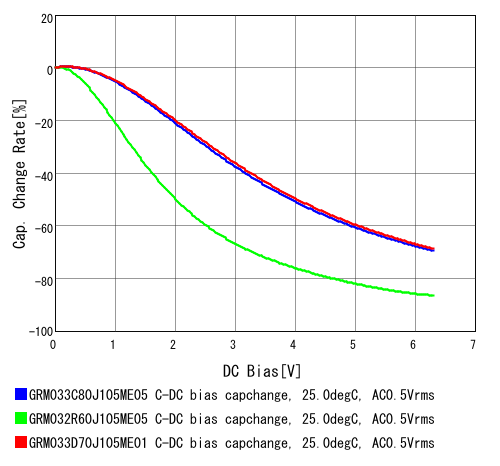 20
0
-20
-40
-60
-80
-100
0 1 2 3 4 5 6 7
Cap. Change Rate[%]
DC Bias[V]
GRM033C80J105ME05 C-DC bias capchange, 25.0degC, AC0.5Vrms
GRM032R60J105ME05 C-DC bias capchange, 25.0degC, AC0.5Vrms
GRM033D70J105ME01 C-DC bias capchange, 25.0degC, AC0.5Vrms